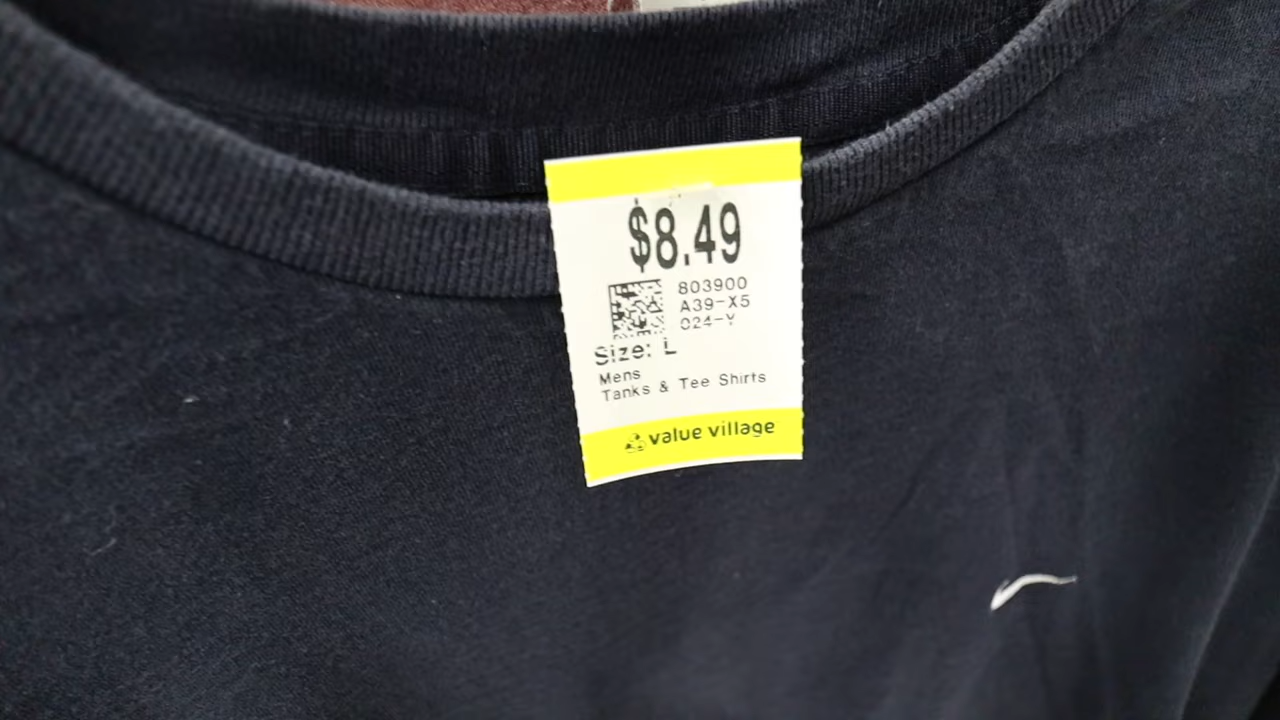 $8.49
803900
A39-X5
024-Y
Size: L
Mens
Tanks & Tee Shirts
value village